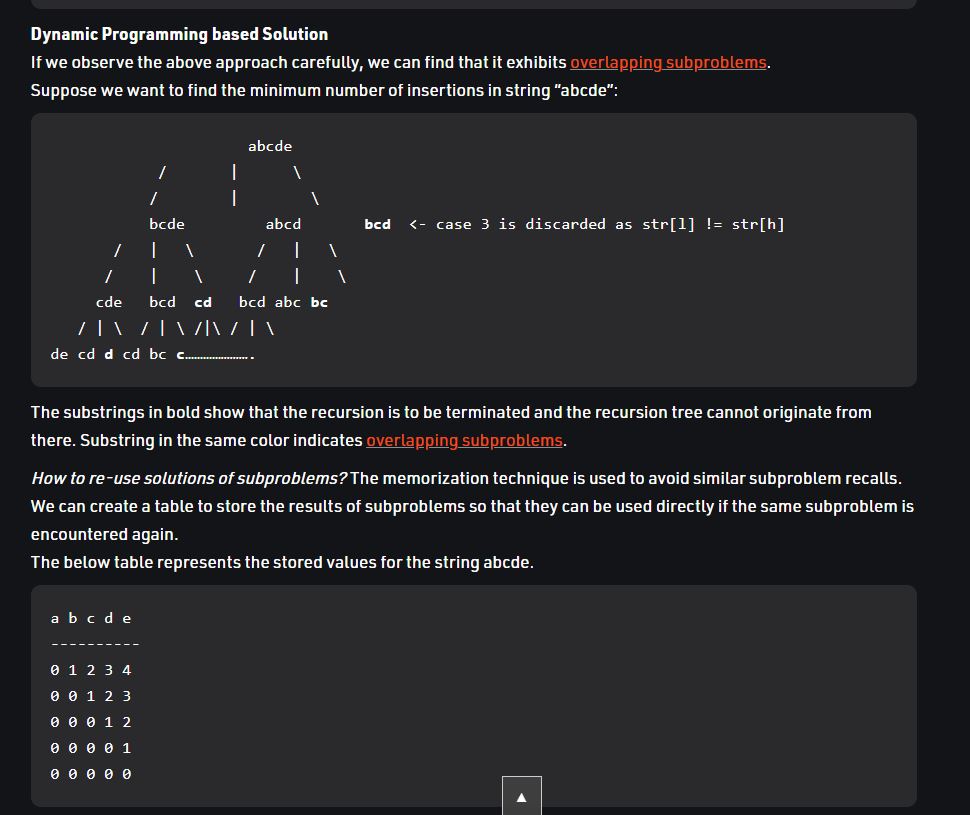 Dynamic Programming based Solution
If we observe the above approach carefully, we can find that it exhibits overlapping subproblems.
Suppose we want to find the minimum number of insertions in string “abcde”:
                      abcde
            /       |      \
           /        |        \
           bcde         abcd       bcd  <- case 3 is discarded as str[l] != str[h]
       /   |   \       /   |   \
      /    |    \     /    |    \
     cde   bcd  cd   bcd abc bc
   / | \  / | \ /|\ / | \
de cd d cd bc c………………….
The substrings in bold show that the recursion is to be terminated and the recursion tree cannot originate from
there. Substring in the same color indicates overlapping subproblems.
How to re-use solutions of subproblems? The memorization technique is used to avoid similar subproblem recalls.
We can create a table to store the results of subproblems so that they can be used directly if the same subproblem is
encountered again.
The below table represents the stored values for the string abcde.
a b c d e
----------
0 1 2 3 4
0 0 1 2 3
0 0 0 1 2
0 0 0 0 1
0 0 0 0 0
▲